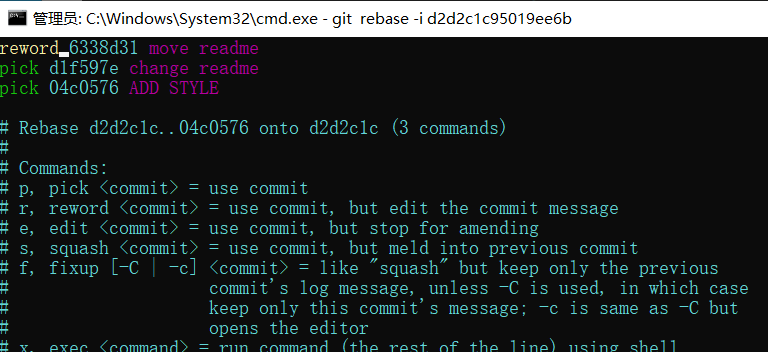 管理员: C:\Windows\System32\cmd.exe - git rebase -i d2d2c1c95019ee6b
reword 6338d31 move readme
pick d1f597e change readme
pick 04c0576 ADD STYLE
# Rebase d2d2c1c..04c0576 onto d2d2c1c (3 commands)
#
# Commands:
# p, pick <commit> = use commit
# r, reword <commit> = use commit, but edit the commit message
# e, edit <commit> = use commit, but stop for amending
# s, squash <commit> = use commit, but meld into previous commit
# f, fixup [-C | -c] <commit> = like "squash" but keep only the previous
# commit's log message, unless -C is used, in which case
# keep only this commit's message; -c is same as -C but
# opens the editor
# x, exec <command> = run command (the rest of the line) using shell